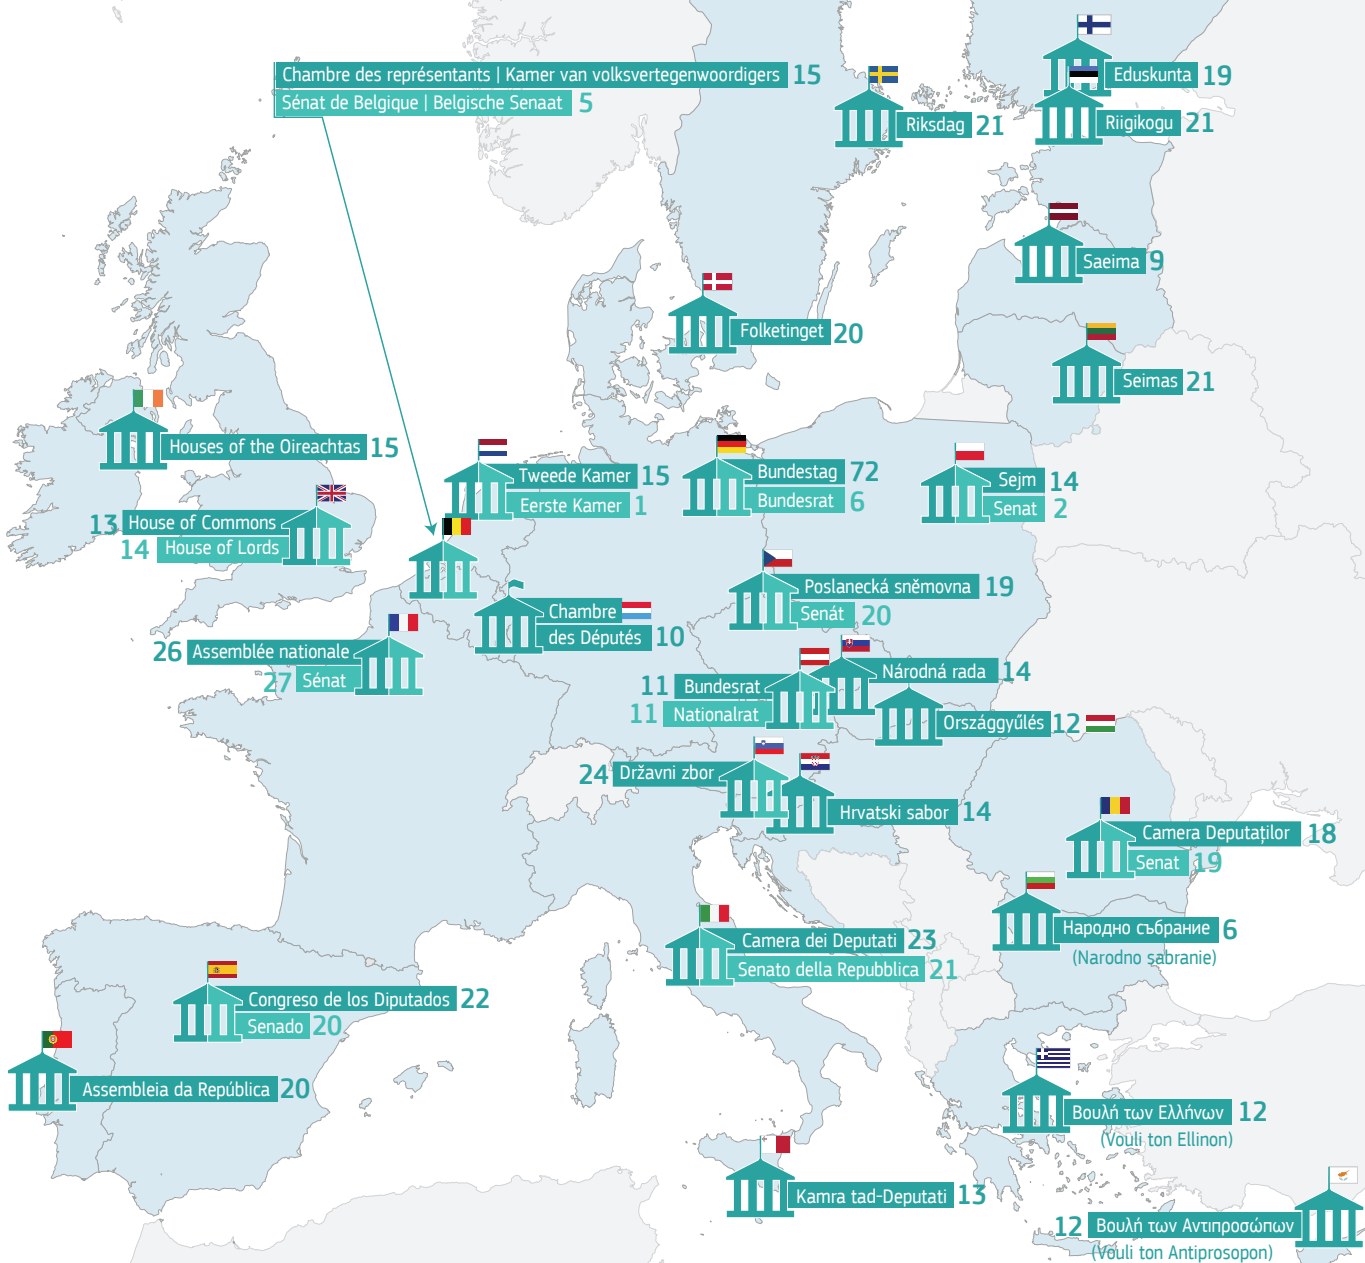 Chambre des représentants | Kamer van volksvertegenwoordigers 15
Sénat de Belgique | Belgische Senaat 5
Eduskunta 19
Riksdag 21
Riigikogu 21
Saeima 9
Folketinget 20
Seimas 21
Houses of the Oireachtas 15
Tweede Kamer 15
Eerste Kamer 1
Bundestag 72
Bundesrat 6
Sejm 14
Senat 2
13 House of Commons
14 House of Lords
Poslanecká sněmovna 19
Senát 20
Chambre
des Députés 10
26 Assemblée nationale
27 Sénat
Národná rada 14
11 Bundesrat
11 Nationalrat
Országgyűlés 12
24 Državni zbor
Hrvatski sabor 14
Camera Deputaților 18
Senat 19
Народно събрание 6
(Narodno sabranie)
Camera dei Deputati 23
Senato della Repubblica 21
Congreso de los Diputados 22
Senado 20
Assembleia da República 20
Βουλή των Ελλήνων 12
(Vouli ton Ellinon)
Kamra tad-Deputati 13
12 Βουλή των Αντιπροσώπων
(Vouli ton Antiprosopon)